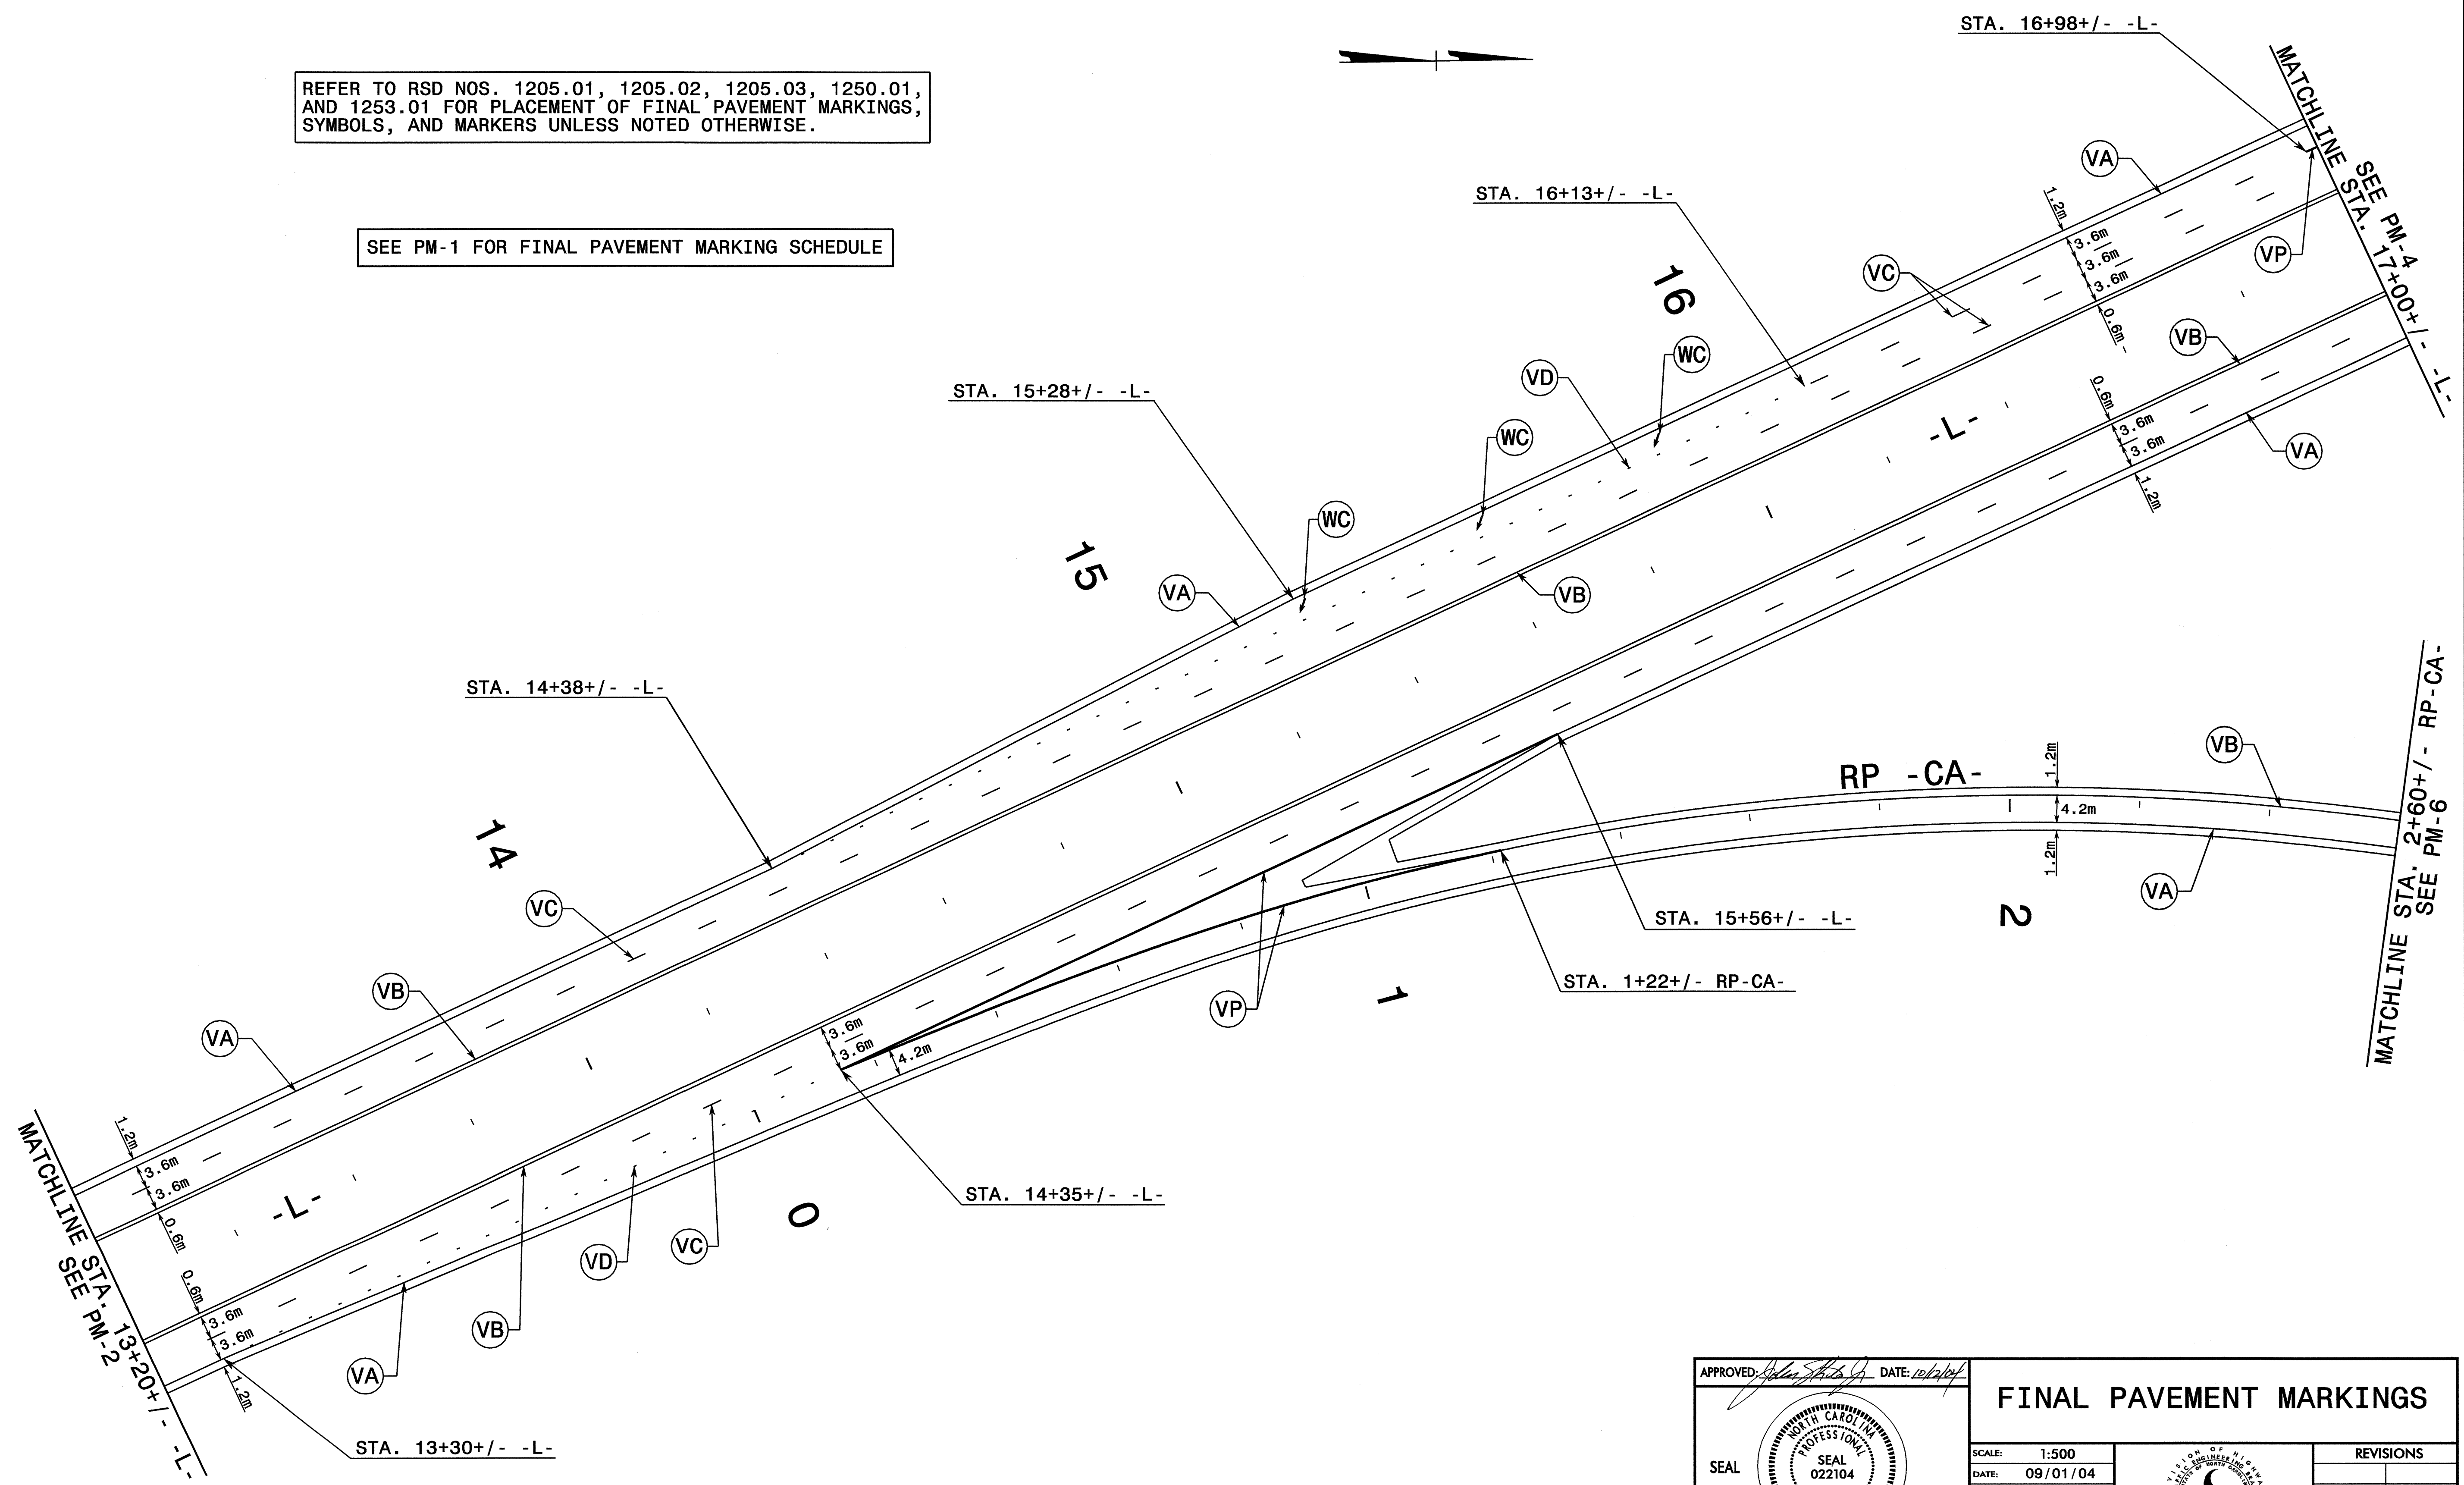 REFER TO RSD NOS. 1205.01, 1205.02, 1205.03, 1250.01,
AND 1253.01 FOR PLACEMENT OF FINAL PAVEMENT MARKINGS,
SYMBOLS, AND MARKERS UNLESS NOTED OTHERWISE.
SEE PM-1 FOR FINAL PAVEMENT MARKING SCHEDULE
STA. 16+98+/- -L-
MATCHLINE STA. 17+00+/- -L-
SEE PM-4
VA
VP
1.2m
3.6m
3.6m
3.6m
0.6m
STA. 16+13+/- -L-
VC
16
WC
VD
VB
-L-
0.6m
3.6m
3.6m
1.2m
VA
STA. 15+28+/- -L-
WC
WC
15
VA
VB
STA. 14+38+/- -L-
14
VC
VB
VA
RP -CA-
1.2m
4.2m
1.2m
VB
VA
MATCHLINE STA. 2+60+/- RP-CA-
SEE PM-6
2
STA. 15+56+/- -L-
STA. 1+22+/- RP-CA-
1
VP
3.6m
3.6m
4.2m
STA. 14+35+/- -L-
0
VC
VD
VB
VA
1.2m
3.6m
3.6m
0.6m
-L-
0.6m
3.6m
3.6m
1.2m
MATCHLINE STA. 13+20+/- -L-
SEE PM-2
STA. 13+30+/- -L-
APPROVED: DATE: 10/12/04
SEAL
NORTH CAROLINA
PROFESSIONAL
SEAL
022104
FINAL PAVEMENT MARKINGS
SCALE: 1:500
DATE: 09/01/04
REVISIONS